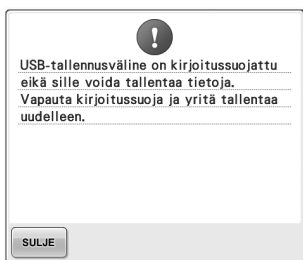 USB-tallennusväline on kirjoitussuojattu
eikä sille voida tallentaa tietoja.
Vapauta kirjoitussuoja ja yritä tallentaa
uudelleen.
SULJE